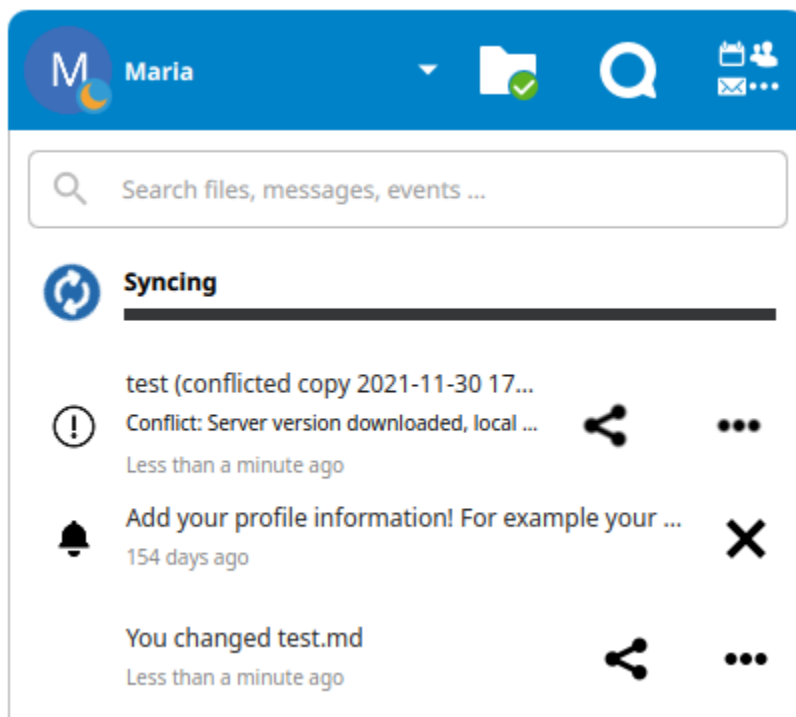 M
Maria
Search files, messages, events ...
Syncing
test (conflicted copy 2021-11-30 17...
Conflict: Server version downloaded, local ...
Less than a minute ago
Add your profile information! For example your ...
154 days ago
You changed test.md
Less than a minute ago